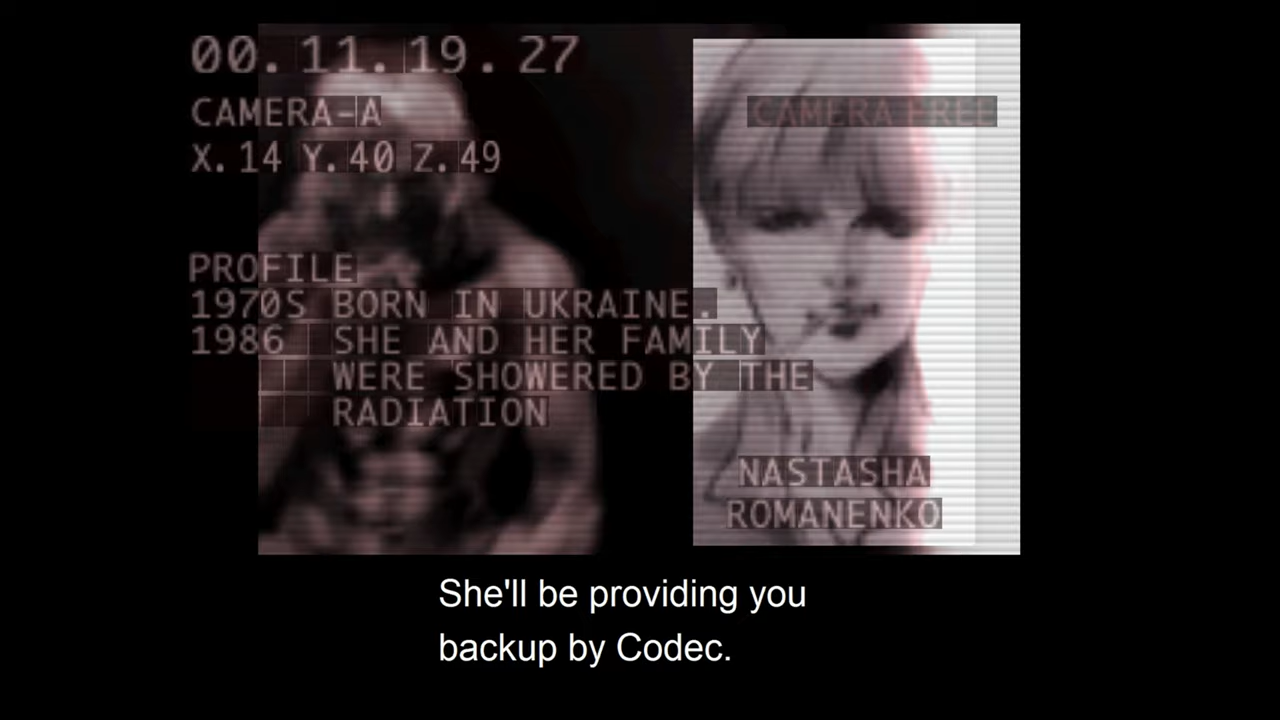 00.11.19.27
CAMERA-A
CAMERA FREE
X.14 Y.40 Z.49
PROFILE
1970S BORN IN UKRAINE.
1986 SHE AND HER FAMILY
WERE SHOWERED BY THE
RADIATION
NASTASHA
ROMANENKO
She'll be providing you
backup by Codec.